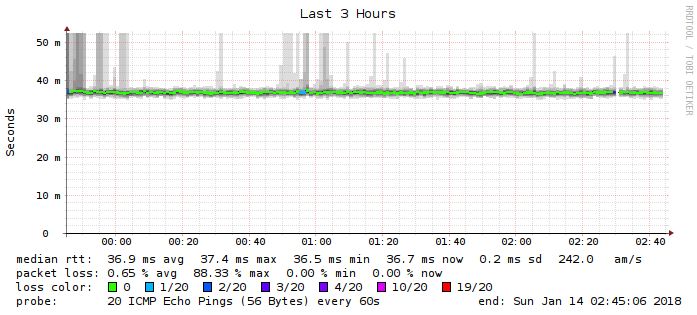 Last 3 Hours
RRDTOOL / TOBI OETIKER
Seconds
50 m
40 m
30 m
20 m
10 m
0
00:00 00:20 00:40 01:00 01:20 01:40 02:00 02:20 02:40
median rtt: 36.9 ms avg 37.4 ms max 36.5 ms min 36.7 ms now 0.2 ms sd 242.0 am/s
packet loss: 0.65 % avg 88.33 % max 0.00 % min 0.00 % now
loss color: 0 1/20 2/20 3/20 4/20 10/20 19/20
probe: 20 ICMP Echo Pings (56 Bytes) every 60s end: Sun Jan 14 02:45:06 2018